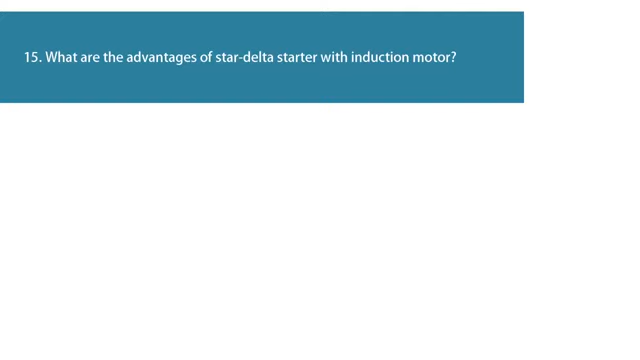 15. What are the advantages of star-delta starter with induction motor?